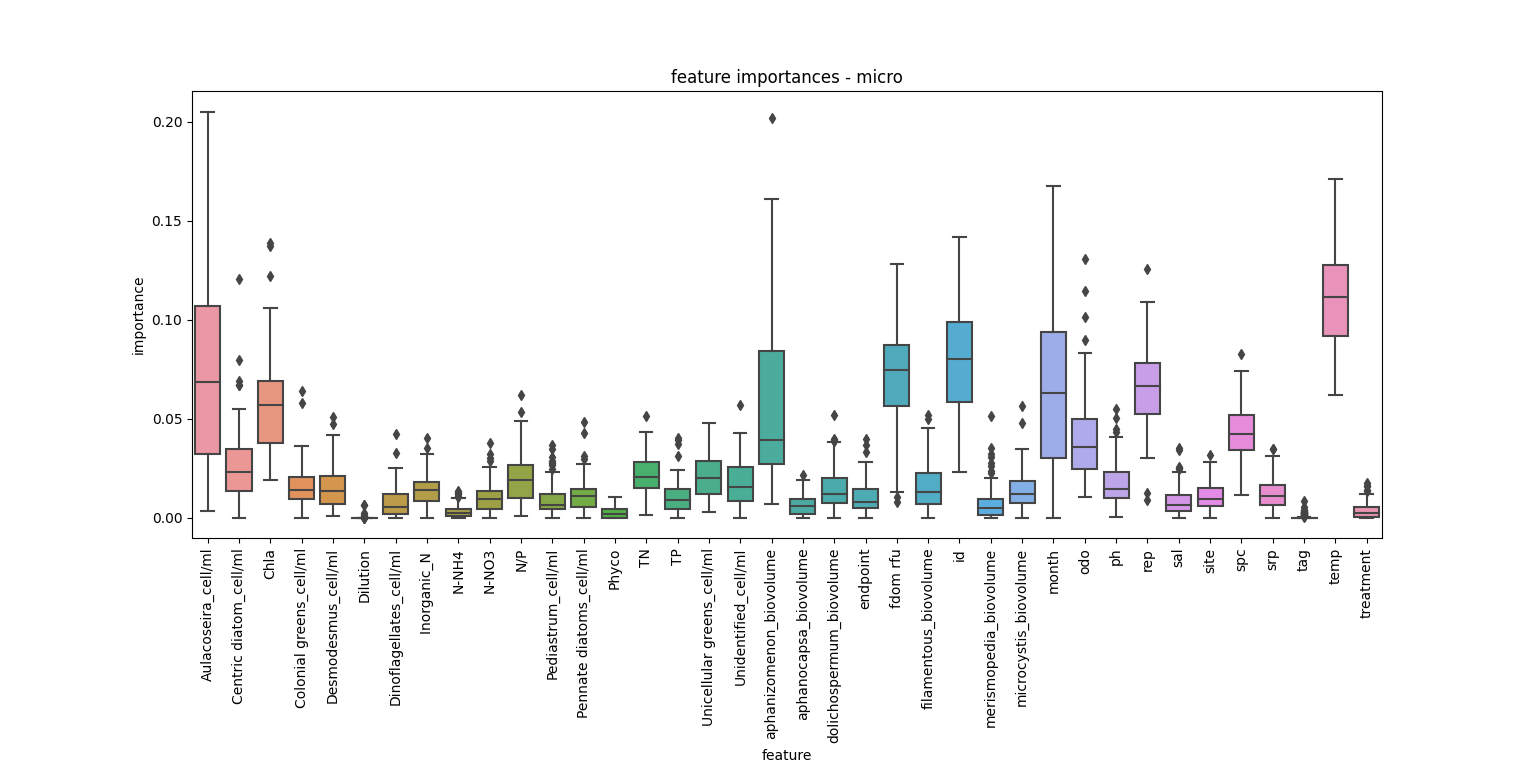 feature importances - micro
importance
0.20
0.15
0.10
0.05
0.00
Aulacoseira_cell/ml
Centric diatom_cell/ml
Chla
Colonial greens_cell/ml
Desmodesmus_cell/ml
Dilution
Dinoflagellates_cell/ml
Inorganic_N
N-NH4
N-NO3
N/P
Pediastrum_cell/ml
Pennate diatoms_cell/ml
Phyco
TN
TP
Unicellular greens_cell/ml
Unidentified_cell/ml
aphanizomenon_biovolume
aphanocapsa_biovolume
dolichospermum_biovolume
endpoint
fdom rfu
filamentous_biovolume
id
merismopedia_biovolume
microcystis_biovolume
month
odo
ph
rep
sal
site
spc
srp
tag
temp
treatment
feature